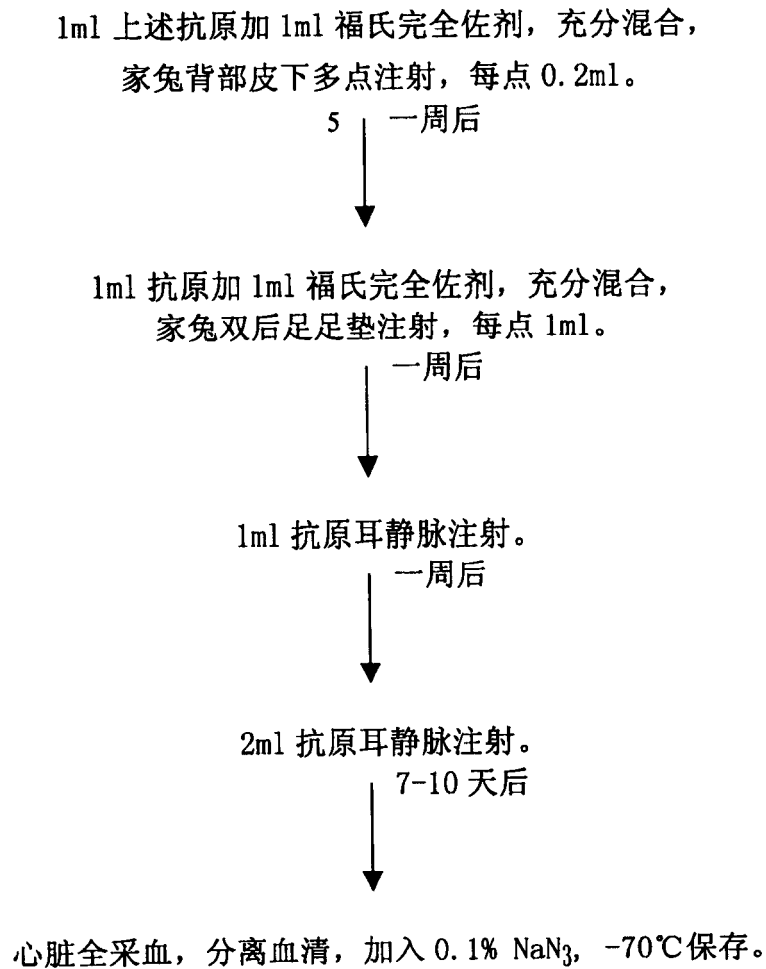 1ml 上述抗原加 1ml 福氏完全佐剂，充分混合，
家兔背部皮下多点注射，每点 0.2ml。
5 一周后
1ml 抗原加 1ml 福氏完全佐剂，充分混合，
家兔双后足足垫注射，每点 1ml。
一周后
1ml 抗原耳静脉注射。
一周后
2ml 抗原耳静脉注射。
7-10 天后
心脏全采血，分离血清，加入 0.1% NaN₃, -70℃保存。